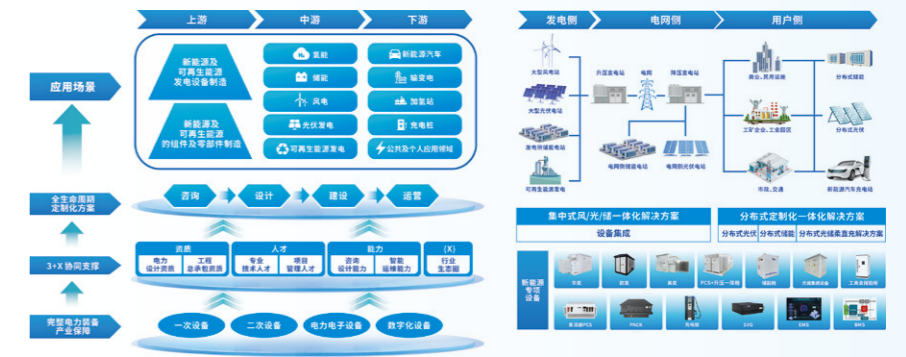 上游
中游
下游
应用场景
新能源及
可再生能源
发电设备制造
新能源及
可再生能源
的组件及零部件制造
氢能
储能
风电
光伏发电
可再生能源发电
新能源汽车
输变电
加氢站
充电桩
公共及个人应用领域
全生命周期
定制化方案
咨询
设计
建设
运营
3+X 协同支撑
资质
电力
设计资质
工程
总承包资质
人才
专业
技术人才
项目
管理人才
能力
咨询
设计能力
智能
运维能力
(X)
行业
生态圈
完整电力装备
产业保障
一次设备
二次设备
电力电子设备
数字化设备
发电侧
电网侧
用户侧
大型风电站
大型光伏电站
发电侧储能电站
可再生能源发电
升压变电站
电网
降压变电站
电网侧储能电站
电网侧光伏电站
商业、民用设施
工矿企业、工业园区
市政、交通
分布式储能
分布式光伏
新能源汽车充电站
集中式风/光/储一体化解决方案
设备集成
分布式定制化一体化解决方案
分布式光伏
分布式储能
分布式光储柔直充解决方案
新能源
专项
设备
PCS+升压一体舱
储能舱
PACK
充电桩
SVG
EMS
BMS